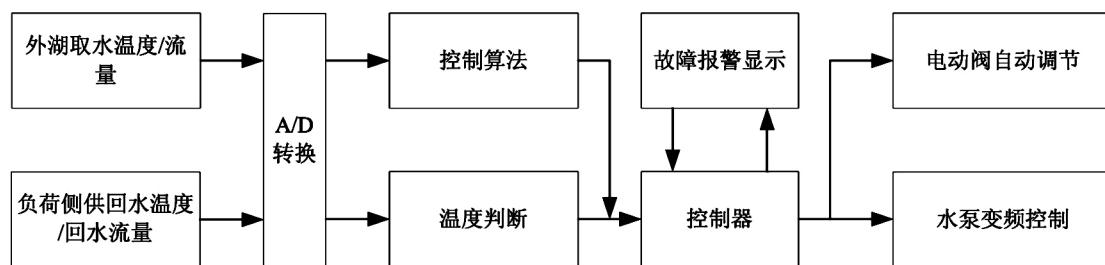 外湖取水温度/流
量
控制算法
故障报警显示
电动阀自动调节
A/D
转换
负荷侧供回水温度
/回水流量
温度判断
控制器
水泵变频控制